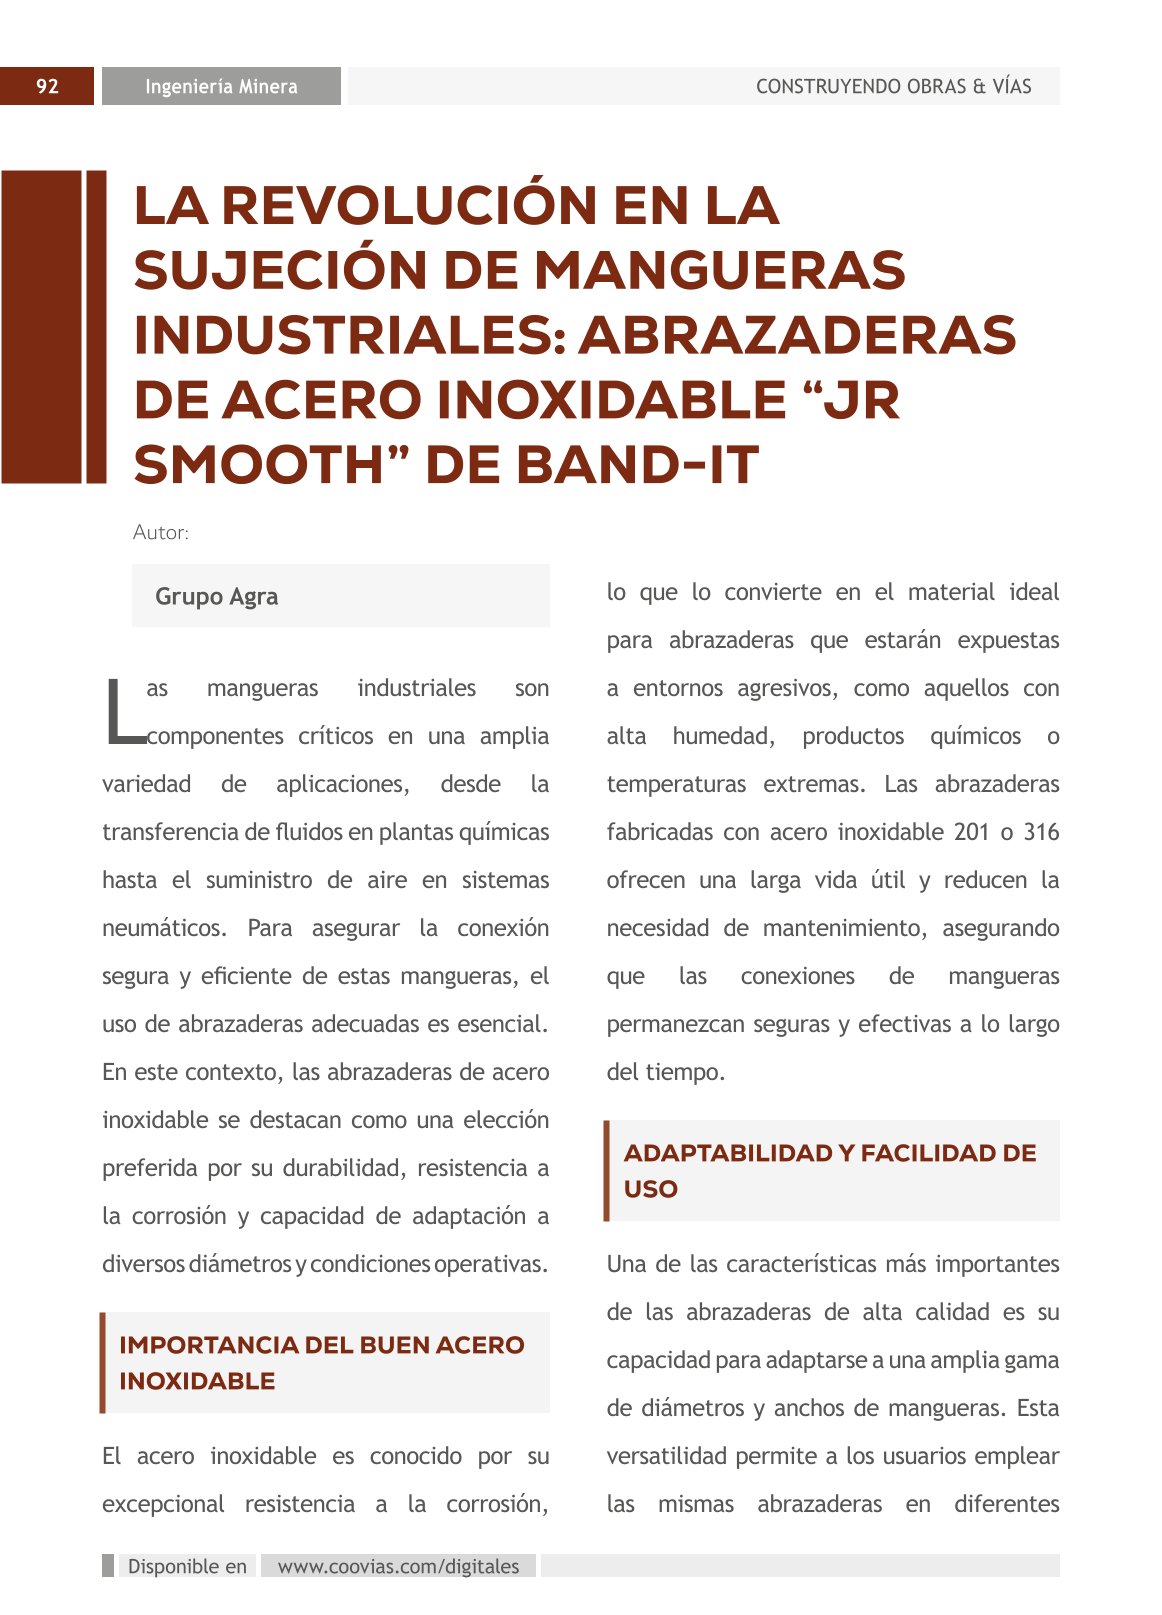 92
Ingeniería Minera
CONSTRUYENDO OBRAS & VÍAS
LA REVOLUCIÓN EN LA
SUJECIÓN DE MANGUERAS
INDUSTRIALES: ABRAZADERAS
DE ACERO INOXIDABLE “JR
SMOOTH” DE BAND-IT
Autor:
Grupo Agra
Las mangueras industriales son
componentes críticos en una amplia
variedad de aplicaciones, desde la
transferencia de fluidos en plantas químicas
hasta el suministro de aire en sistemas
neumáticos. Para asegurar la conexión
segura y eficiente de estas mangueras, el
uso de abrazaderas adecuadas es esencial.
En este contexto, las abrazaderas de acero
inoxidable se destacan como una elección
preferida por su durabilidad, resistencia a
la corrosión y capacidad de adaptación a
diversos diámetros y condiciones operativas.
IMPORTANCIA DEL BUEN ACERO
INOXIDABLE
El acero inoxidable es conocido por su
excepcional resistencia a la corrosión,
lo que lo convierte en el material ideal
para abrazaderas que estarán expuestas
a entornos agresivos, como aquellos con
alta humedad, productos químicos o
temperaturas extremas. Las abrazaderas
fabricadas con acero inoxidable 201 o 316
ofrecen una larga vida útil y reducen la
necesidad de mantenimiento, asegurando
que las conexiones de mangueras
permanezcan seguras y efectivas a lo largo
del tiempo.
ADAPTABILIDAD Y FACILIDAD DE
USO
Una de las características más importantes
de las abrazaderas de alta calidad es su
capacidad para adaptarse a una amplia gama
de diámetros y anchos de mangueras. Esta
versatilidad permite a los usuarios emplear
las mismas abrazaderas en diferentes
Disponible en
www.coovias.com/digitales